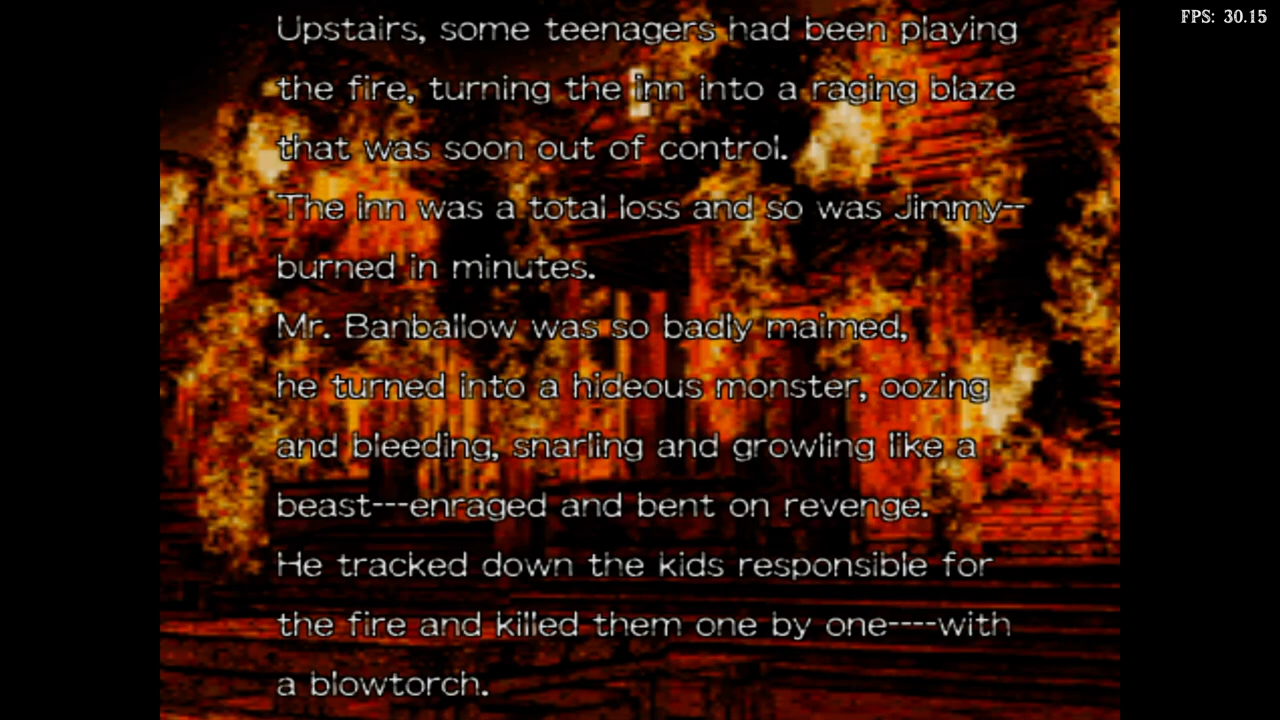 FPS: 30.15
Upstairs, some teenagers had been playing
the fire, turning the inn into a raging blaze
that was soon out of control.
The inn was a total loss and so was Jimmy--
burned in minutes.
Mr. Banballow was so badly maimed,
he turned into a hideous monster, oozing
and bleeding, snarling and growling like a
beast---enraged and bent on revenge.
He tracked down the kids responsible for
the fire and killed them one by one----with
a blowtorch.